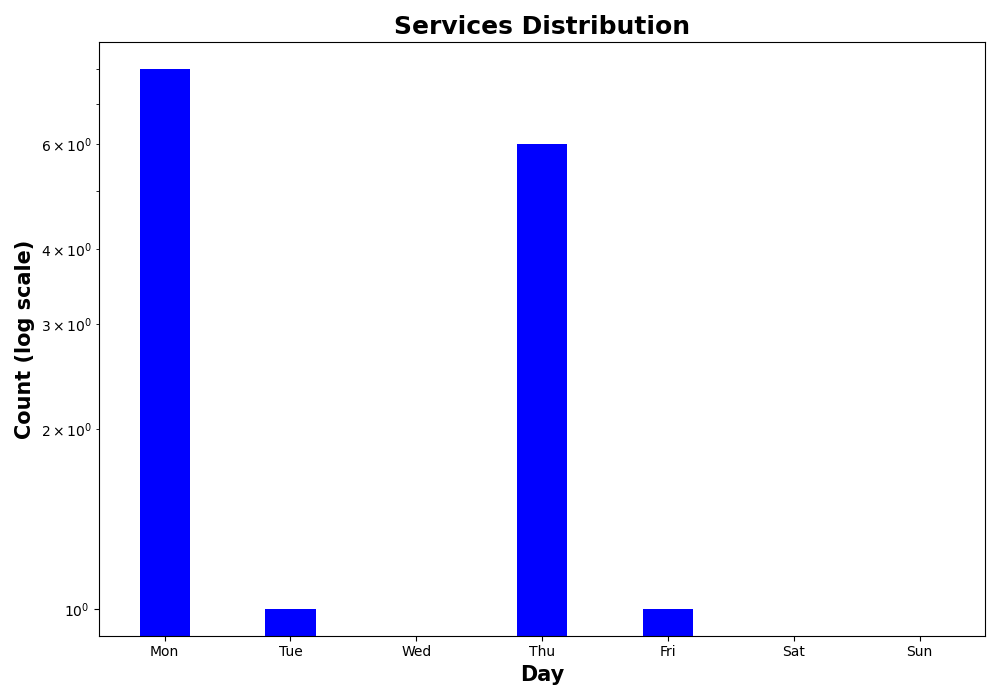 Services Distribution
Count (log scale)
6 × 10⁰
4 × 10⁰
3 × 10⁰
2 × 10⁰
10⁰
Mon Tue Wed Thu Fri Sat Sun
Day